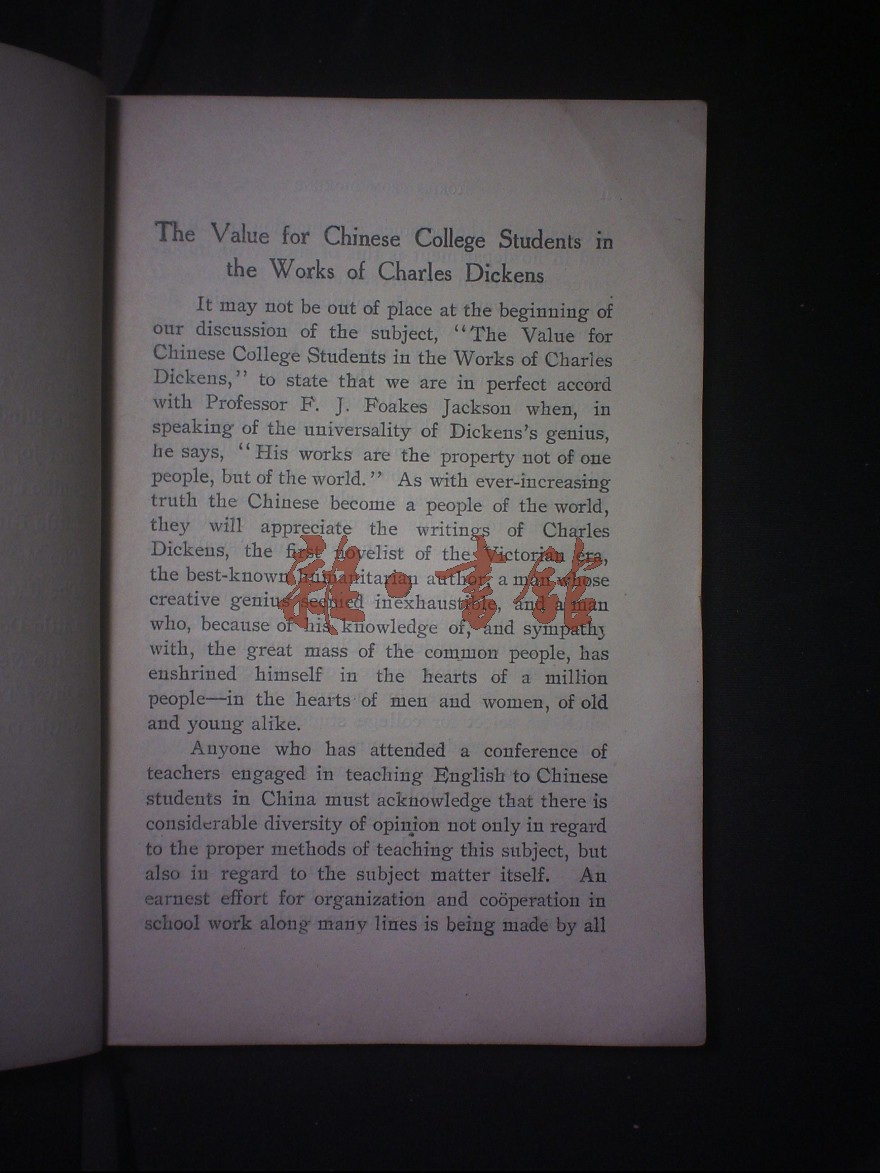 The Value for Chinese College Students in
the Works of Charles Dickens
It may not be out of place at the beginning of
our discussion of the subject, “The Value for
Chinese College Students in the Works of Charles
Dickens,” to state that we are in perfect accord
with Professor F. J. Foakes Jackson when, in
speaking of the universality of Dickens's genius,
he says, “His works are the property not of one
people, but of the world.” As with ever-increasing
truth the Chinese become a people of the world,
they will appreciate the writings of Charles
Dickens, the first novelist of the Victorian era,
the best-known humanitarian author, a man whose
creative genius seemed inexhaustible, and a man
who, because of his knowledge of, and sympathy
with, the great mass of the common people, has
enshrined himself in the hearts of a million
people—in the hearts of men and women, of old
and young alike.
Anyone who has attended a conference of
teachers engaged in teaching English to Chinese
students in China must acknowledge that there is
considerable diversity of opinion not only in regard
to the proper methods of teaching this subject, but
also in regard to the subject matter itself. An
earnest effort for organization and coöperation in
school work along many lines is being made by all
雜·書館